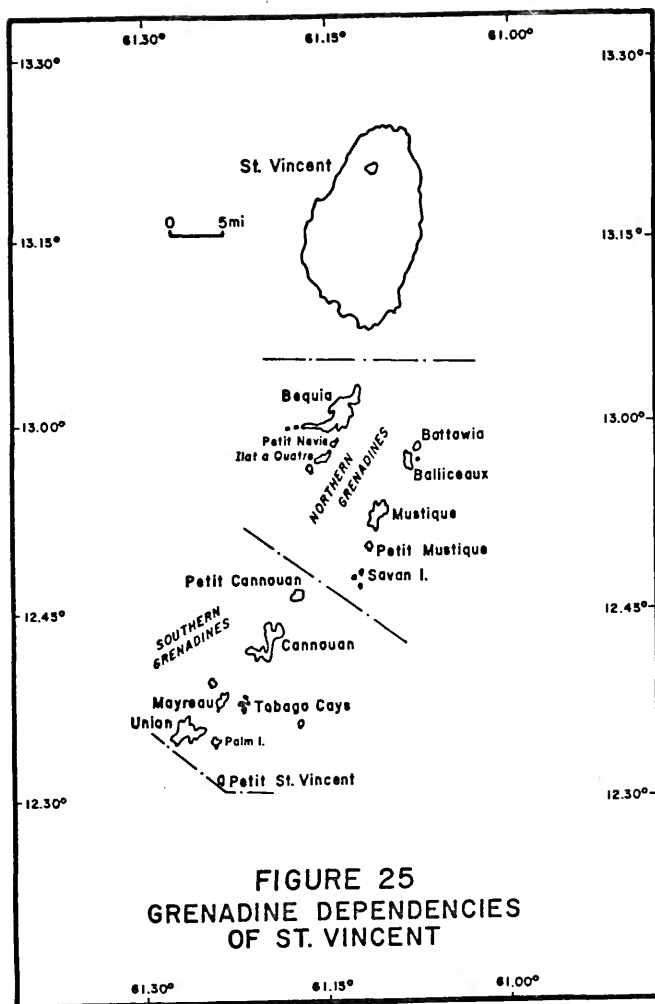 61.30° 61.15° 61.00°
13.30° 13.30°
St. Vincent
0 5mi
13.15° 13.15°
Bequia
13.00° 13.00°
Battawia
Petit Nevie
Ilat a Quatre
Balliceaux
NORTHERN
GRENADINES
Mustique
Petit Mustique
Savan I.
Petit Cannouan
12.45° 12.45°
SOUTHERN
GRENADINES
Cannouan
Mayreau
Tobago Cays
Union
Palm I.
Petit St. Vincent
12.30° 12.30°
FIGURE 25
GRENADINE DEPENDENCIES
OF ST. VINCENT
61.30° 61.15° 61.00°